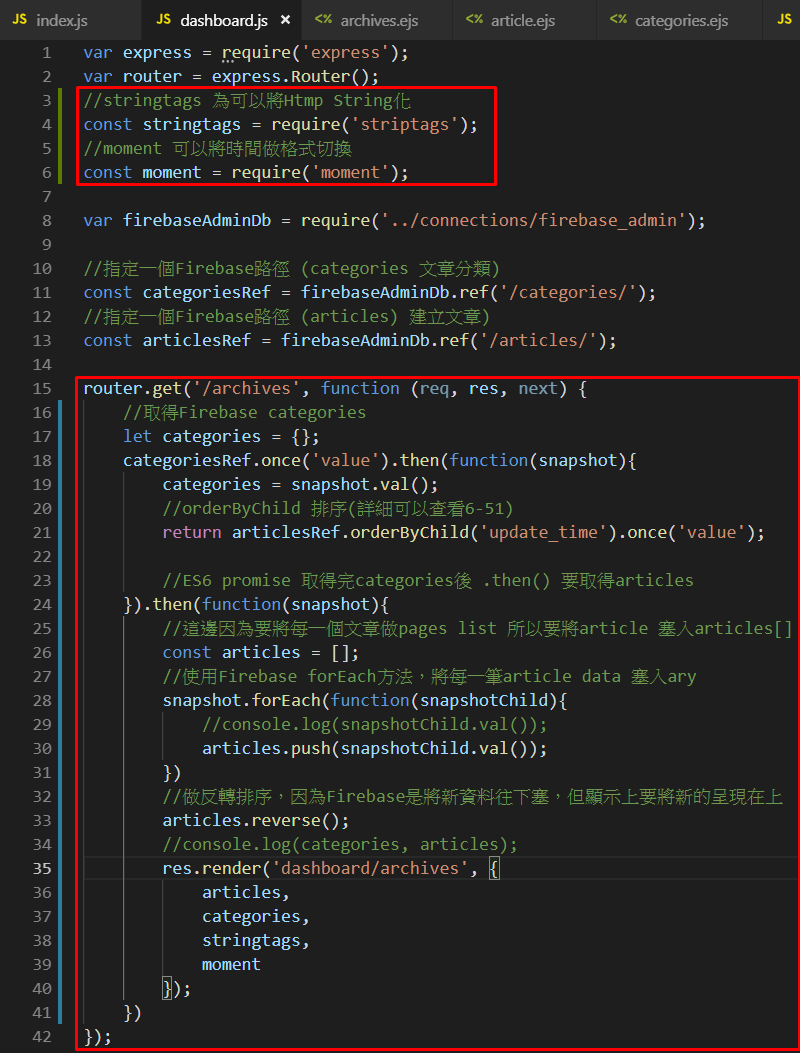 JS index.js JS dashboard.js × <% archives.ejs <% article.ejs <% categories.ejs JS
1 var express = require('express');
2 var router = express.Router();
3 //stringtags 為可以將Htmp String化
4 const stringtags = require('striptags');
5 //moment 可以將時間做格式切換
6 const moment = require('moment');
7
8 var firebaseAdminDb = require('../connections/firebase_admin');
9
10 //指定一個Firebase路徑 (categories 文章分類)
11 const categoriesRef = firebaseAdminDb.ref('/categories/');
12 //指定一個Firebase路徑 (articles) 建立文章)
13 const articlesRef = firebaseAdminDb.ref('/articles/');
14
15 router.get('/archives', function (req, res, next) {
16 //取得Firebase categories
17 let categories = {};
18 categoriesRef.once('value').then(function(snapshot){
19 categories = snapshot.val();
20 //orderByChild 排序(詳細可以查看6-51)
21 return articlesRef.orderByChild('update_time').once('value');
22
23 //ES6 promise 取得完categories後 .then() 要取得articles
24 }).then(function(snapshot){
25 //這邊因為要將每一個文章做pages list 所以要將article 塞入articles[]
26 const articles = [];
27 //使用Firebase forEach方法，將每一筆article data 塞入ary
28 snapshot.forEach(function(snapshotChild){
29 //console.log(snapshotChild.val());
30 articles.push(snapshotChild.val());
31 })
32 //做反轉排序，因為Firebase是將新資料往下塞，但顯示上要將新的呈現在上
33 articles.reverse();
34 //console.log(categories, articles);
35 res.render('dashboard/archives', {
36 articles,
37 categories,
38 stringtags,
39 moment
40 });
41 })
42 });